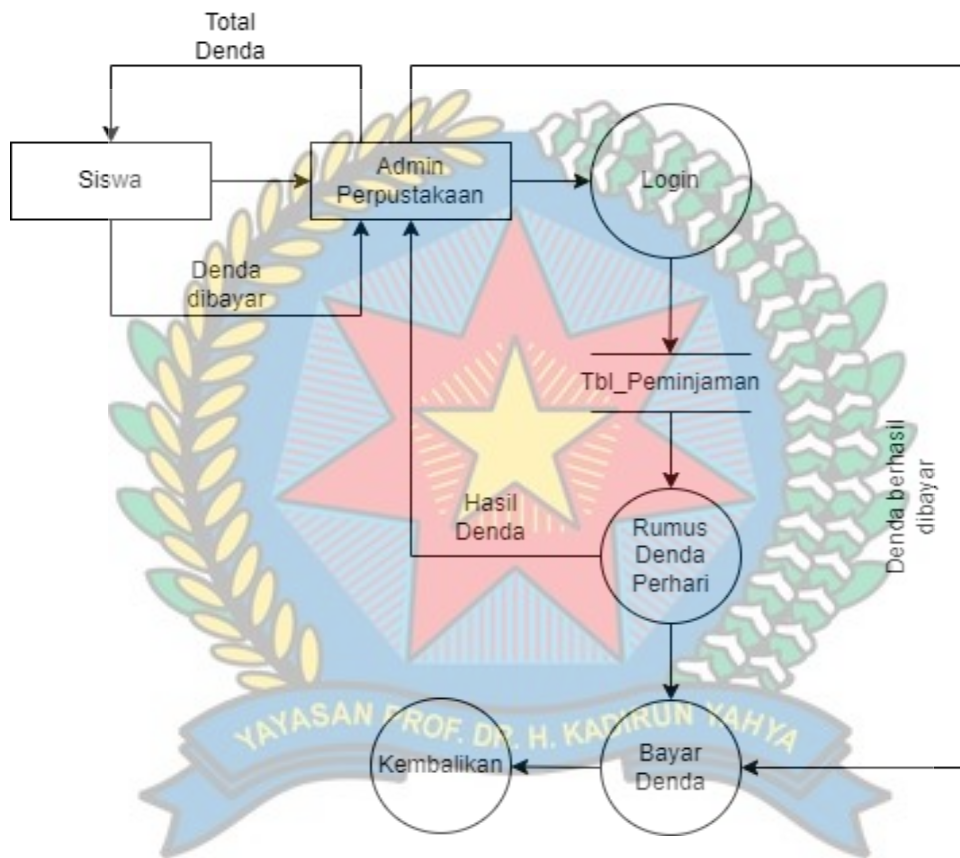 Total
Denda
Siswa
Admin
Perpustakaan
Login
Denda
dibayar
Tbl_Peminjaman
Denda berhasil
dibayar
Hasil
Denda
Rumus
Denda
Perhari
YAYASAN PROF. DR. H. KADIRUN YAHYA
Kembalikan
Bayar
Denda